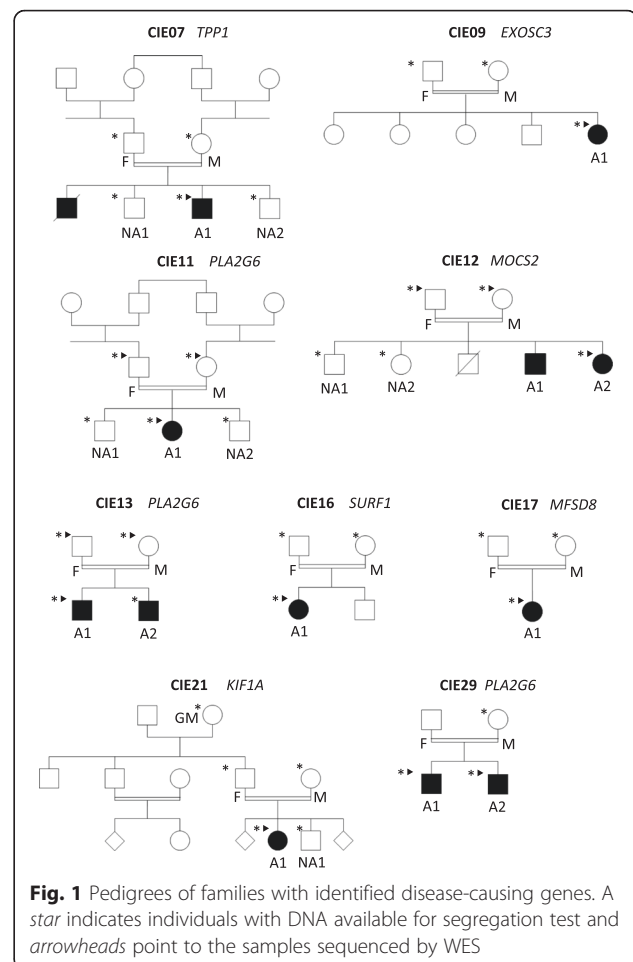 CIE07 TPP1
CIE09 EXOSC3
* *
F M
* * ▸ *
NA1 A1 NA2
* *
F M
* ▸
A1
CIE11 PLA2G6
CIE12 MOCS2
* ▸ * ▸
F M
* * ▸ *
NA1 A1 NA2
* ▸ * ▸
F M
* * * ▸
NA1 NA2 A1 A2
CIE13 PLA2G6
CIE16 SURF1
CIE17 MFSD8
* ▸ * ▸
F M
* ▸ *
A1 A2
* *
F M
* ▸
A1
* *
F M
* ▸
A1
CIE21 KIF1A
CIE29 PLA2G6
GM *
* *
F M
* ▸ *
A1 NA1
*
F M
* ▸ * ▸
A1 A2
Fig. 1 Pedigrees of families with identified disease-causing genes. A
star indicates individuals with DNA available for segregation test and
arrowheads point to the samples sequenced by WES